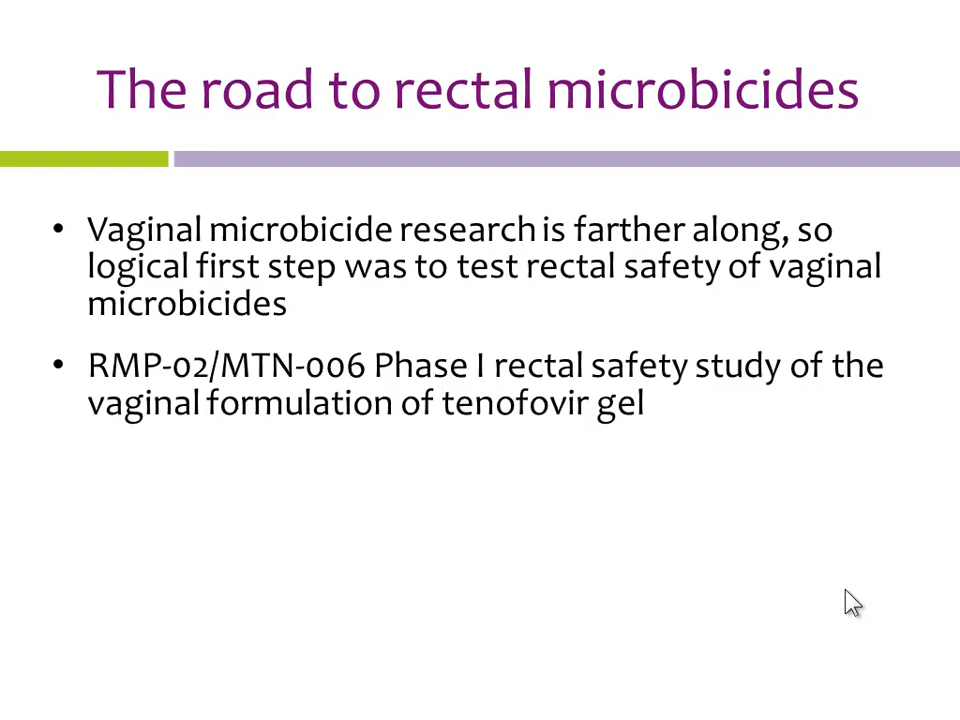 The road to rectal microbicides
• Vaginal microbicide research is farther along, so
logical first step was to test rectal safety of vaginal
microbicides
• RMP-02/MTN-006 Phase I rectal safety study of the
vaginal formulation of tenofovir gel